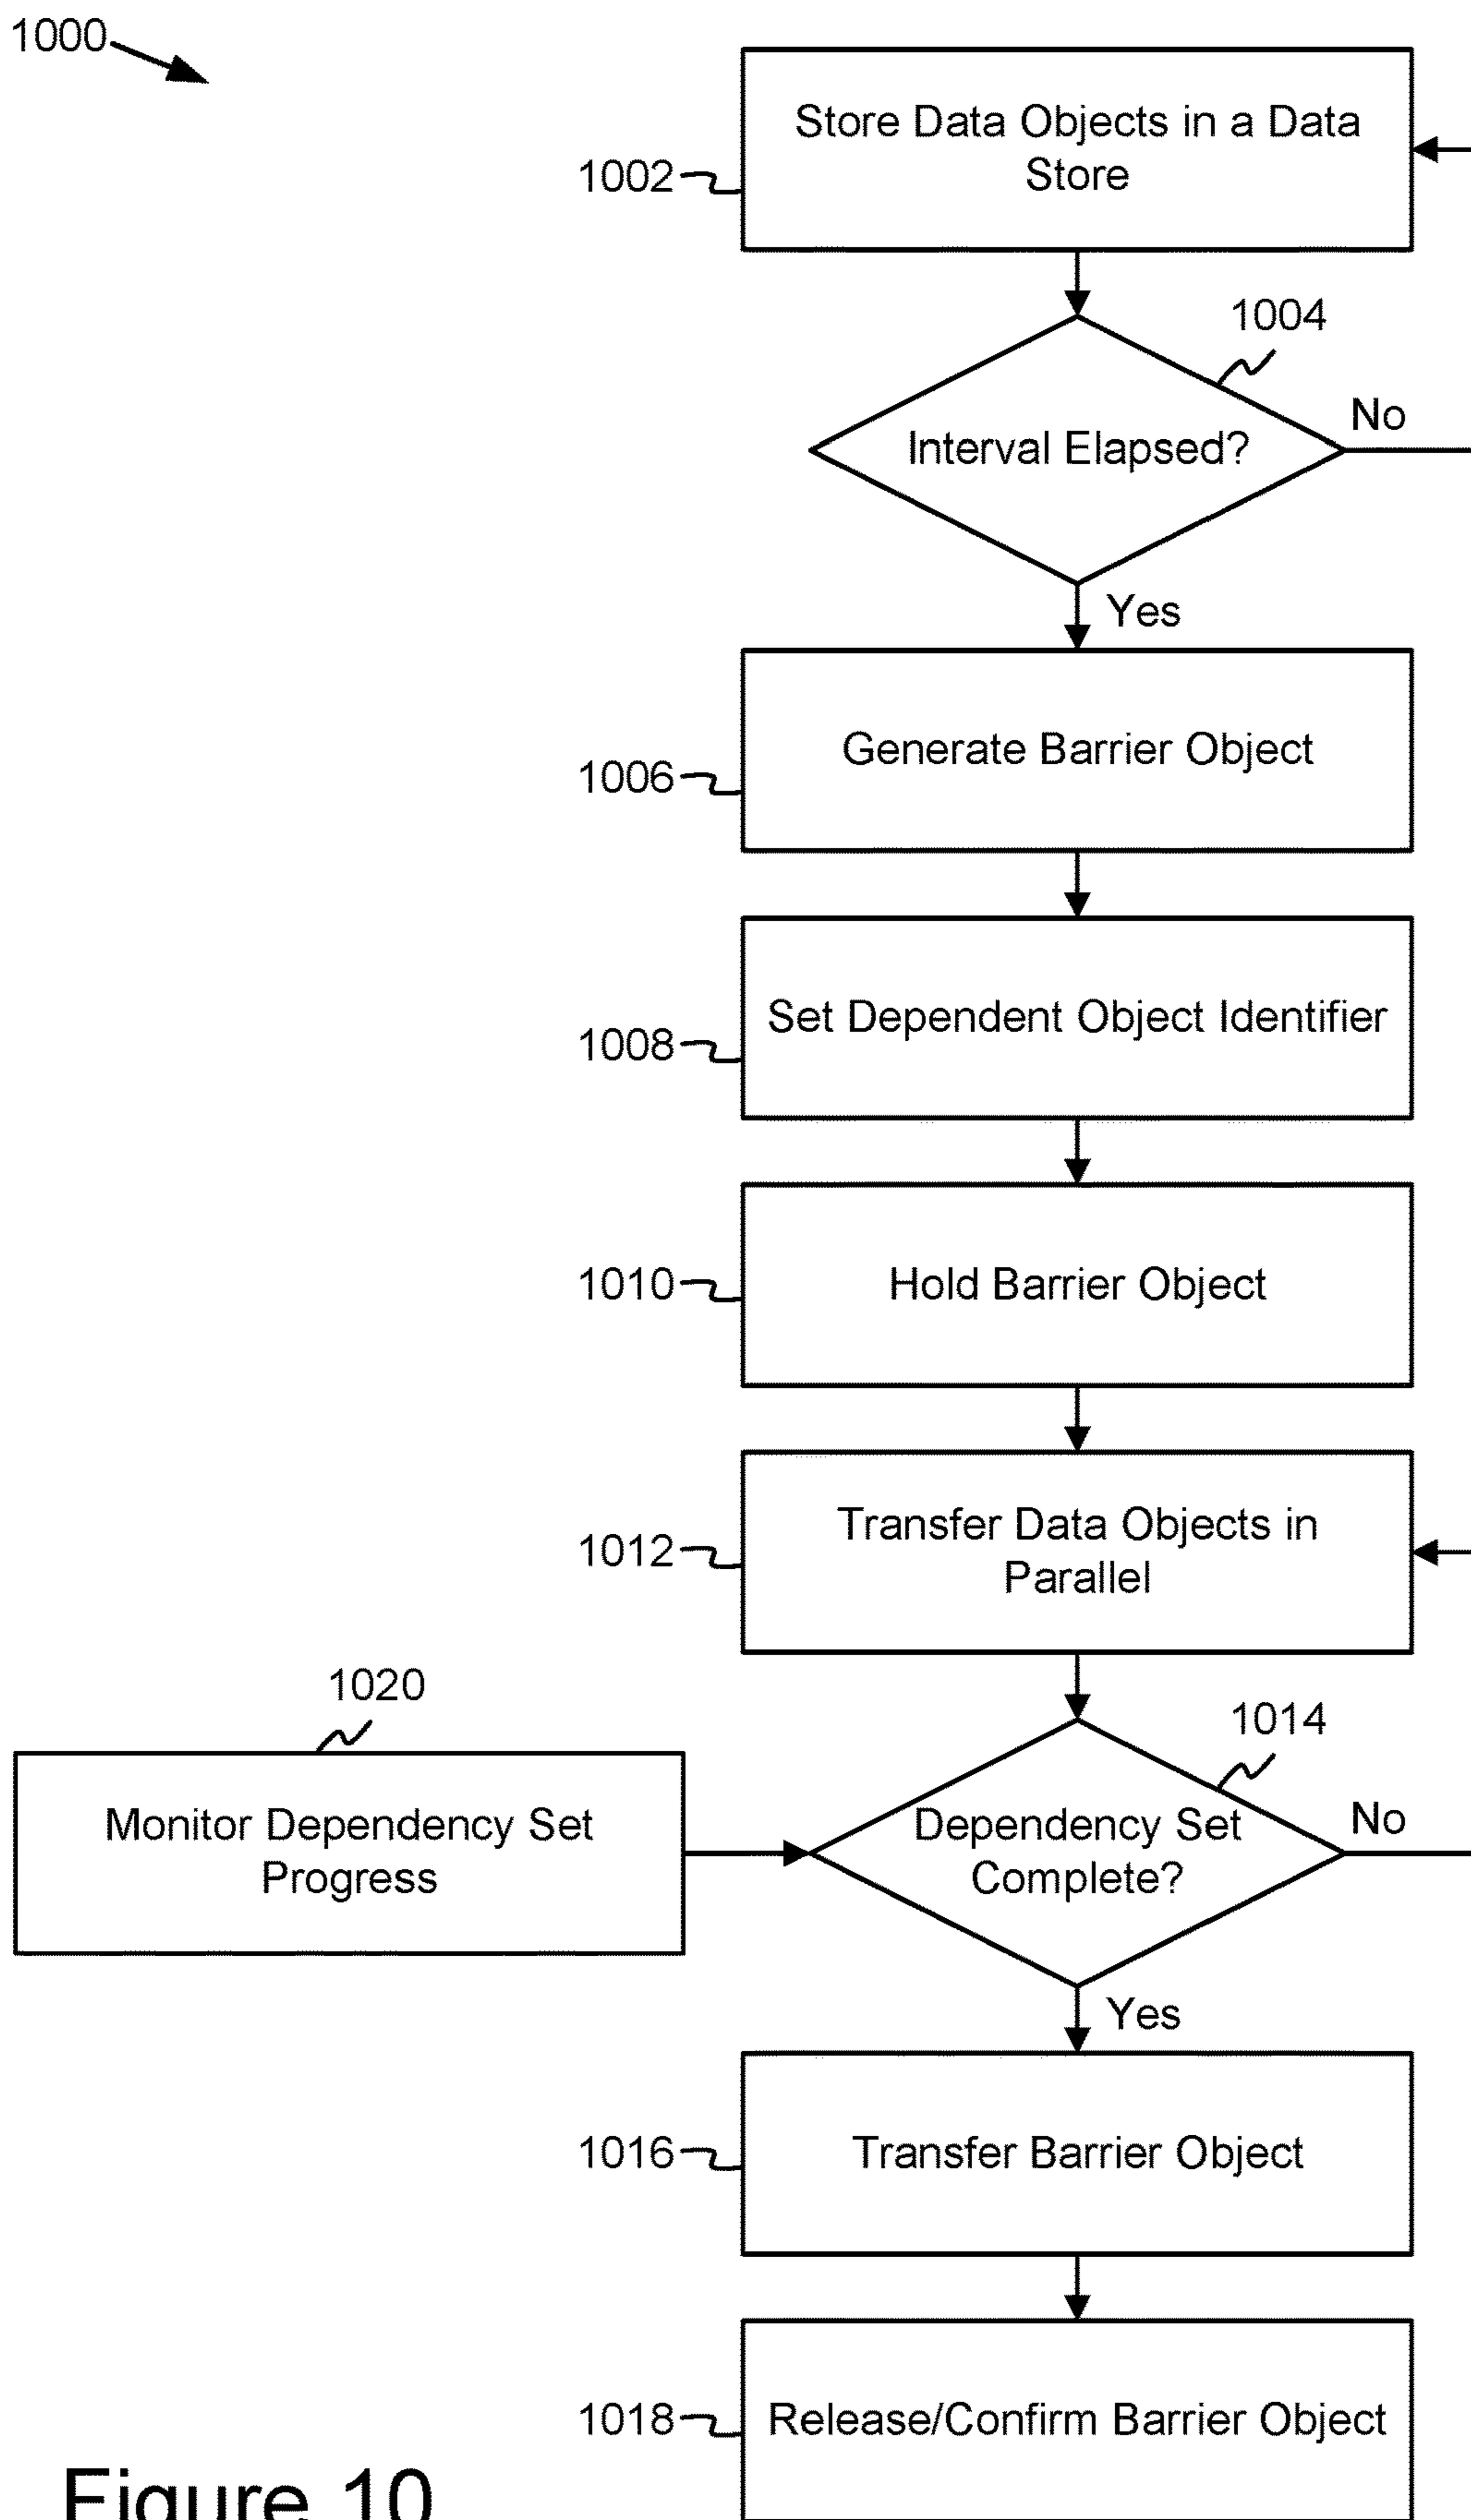 1000
Store Data Objects in a Data
Store
1002
1004
Interval Elapsed?
No
Yes
Generate Barrier Object
1006
Set Dependent Object Identifier
1008
Hold Barrier Object
1010
Transfer Data Objects in
Parallel
1012
1020
Monitor Dependency Set
Progress
1014
Dependency Set
Complete?
No
Yes
Transfer Barrier Object
1016
Release/Confirm Barrier Object
1018
Figure 10